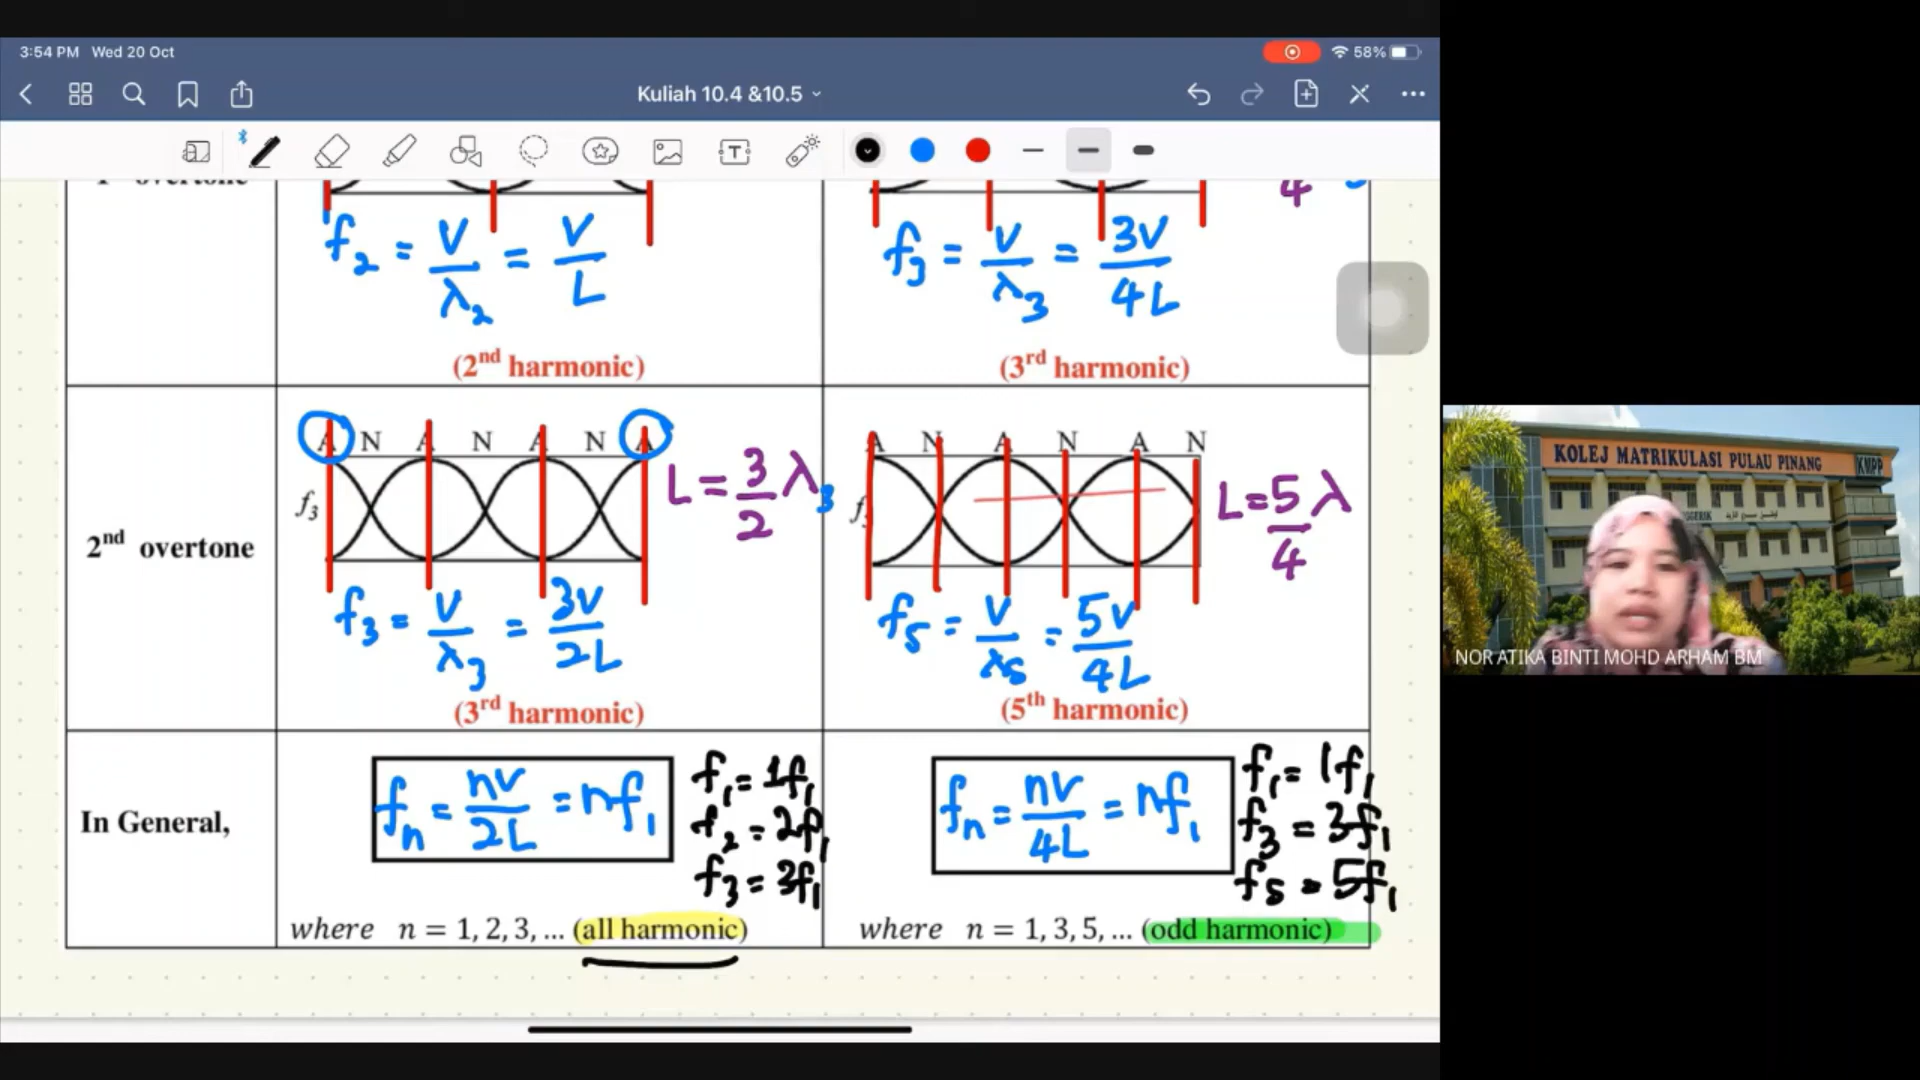 3:54 PM Wed 20 Oct
58%
Kuliah 10.4 &10.5
T
f₂ = V/λ₂ = V/L
(2nd harmonic)
f₃ = V/λ₃ = 3V/4L
4
(3rd harmonic)
2nd overtone
A N A N A N A
f₃
L = 3/2 λ₃
f₃ = V/λ₃ = 3V/2L
(3rd harmonic)
A N A N A N
L = 5/4 λ
f₅ = V/λ₅ = 5V/4L
(5th harmonic)
In General,
fₙ = nV/2L = nf₁
f₁ = 1f₁
f₂ = 2f₁
f₃ = 3f₁
where n = 1, 2, 3, ... (all harmonic)
fₙ = nV/4L = nf₁
f₁ = 1f₁
f₃ = 3f₁
f₅ = 5f₁
where n = 1, 3, 5, ... (odd harmonic)
KOLEJ MATRIKULASI PULAU PINANG
KMPP
NOR ATIKA BINTI MOHD ARHAM BM